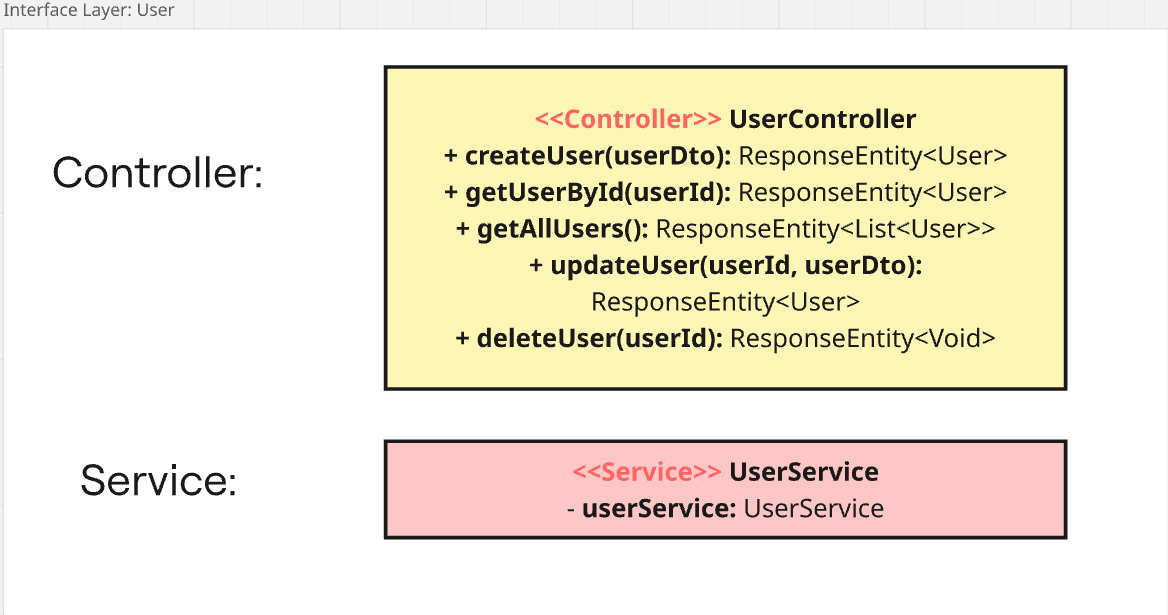 Interface Layer: User
Controller:
<<Controller>> UserController
+ createUser(userDto): ResponseEntity<User>
+ getUserById(userId): ResponseEntity<User>
+ getAllUsers(): ResponseEntity<List<User>>
+ updateUser(userId, userDto):
ResponseEntity<User>
+ deleteUser(userId): ResponseEntity<Void>
Service:
<<Service>> UserService
- userService: UserService